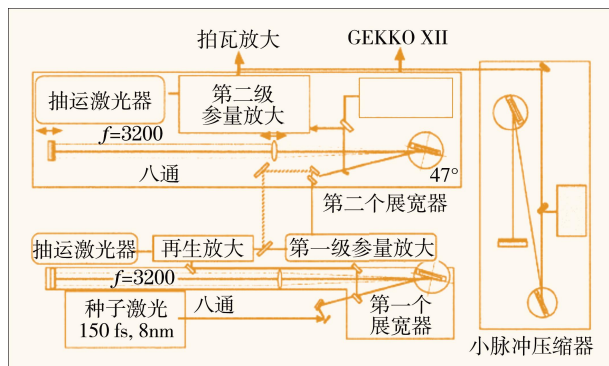 拍瓦放大
GEKKO XII
抽运激光器
第二级
参量放大
f=3200
八通
47°
第二个展宽器
抽运激光器
再生放大
第一级参量放大
f=3200
种子激光
150 fs, 8nm
八通
第一个
展宽器
小脉冲压缩器